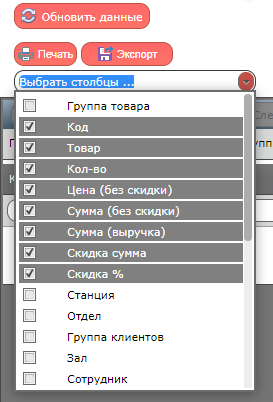 Обновить данные
Печать Экспорт
Выбрать столбцы ...
Группа товара
Код
Товар
Кол-во
Цена (без скидки)
Сумма (без скидки)
Сумма (выручка)
Скидка сумма
Скидка %
Станция
Отдел
Группа клиентов
Зал
Сотрудник